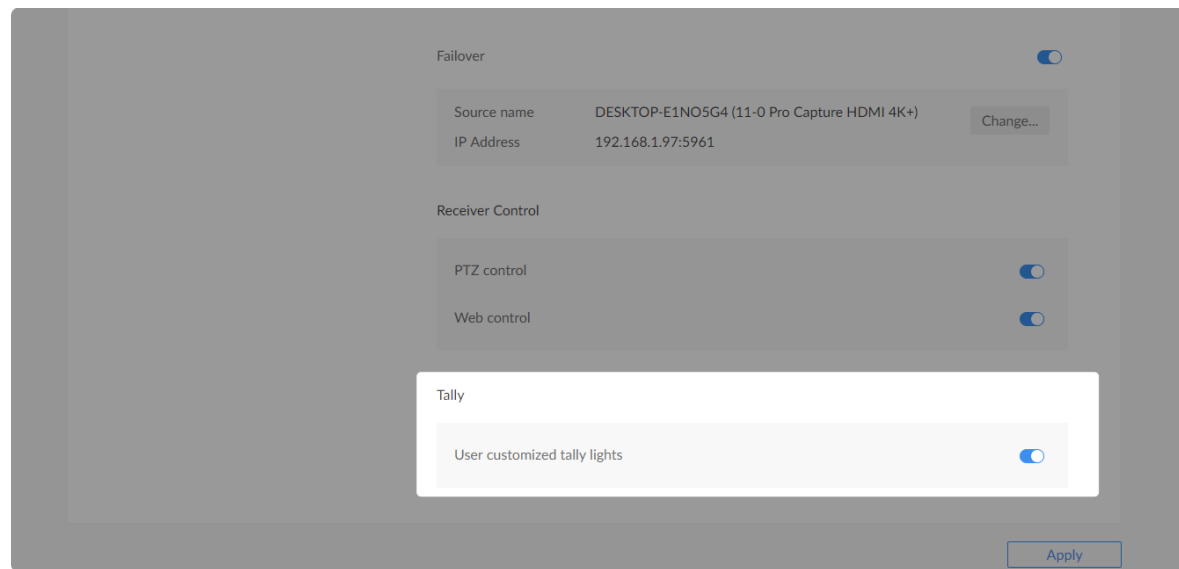 Failover
Source name DESKTOP-E1NO5G4 (11-0 Pro Capture HDMI 4K+)
Change...
IP Address 192.168.1.97:5961
Receiver Control
PTZ control
Web control
Tally
User customized tally lights
Apply